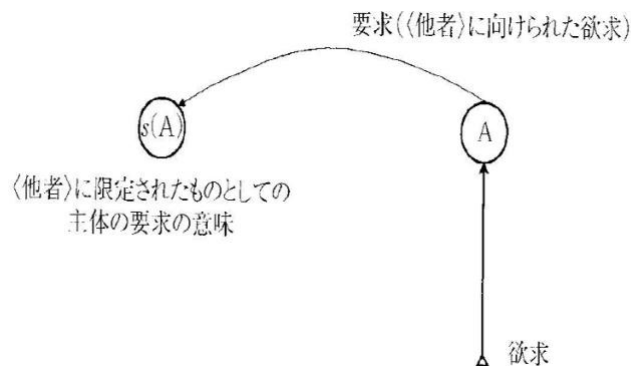 要求(〈他者〉に向けられた欲求)
s(A)
A
〈他者〉に限定されたものとしての
主体の要求の意味
欲求